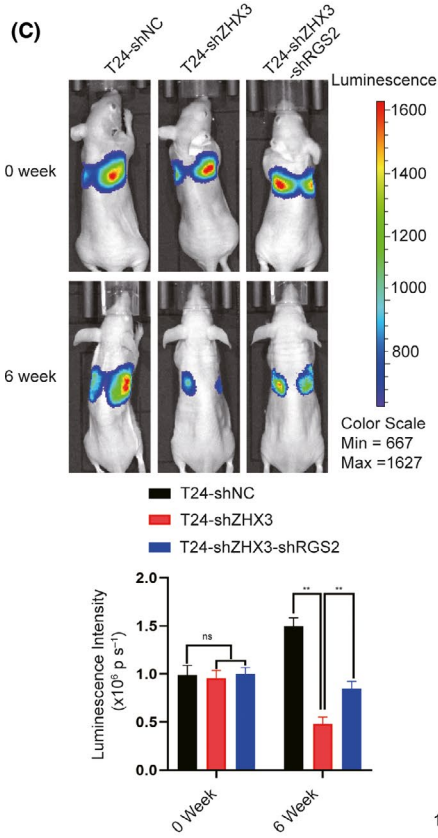 (C)
T24-shNC
T24-shZHX3
T24-shZHX3
-shRGS2
Luminescence
0 week
1600
1400
1200
1000
800
6 week
Color Scale
Min = 667
Max =1627
T24-shNC
T24-shZHX3
T24-shZHX3-shRGS2
Luminescence Intensity
(x10⁶ p s⁻¹)
2.0
1.5
1.0
0.5
0.0
ns
**
**
0 Week
6 Week
1